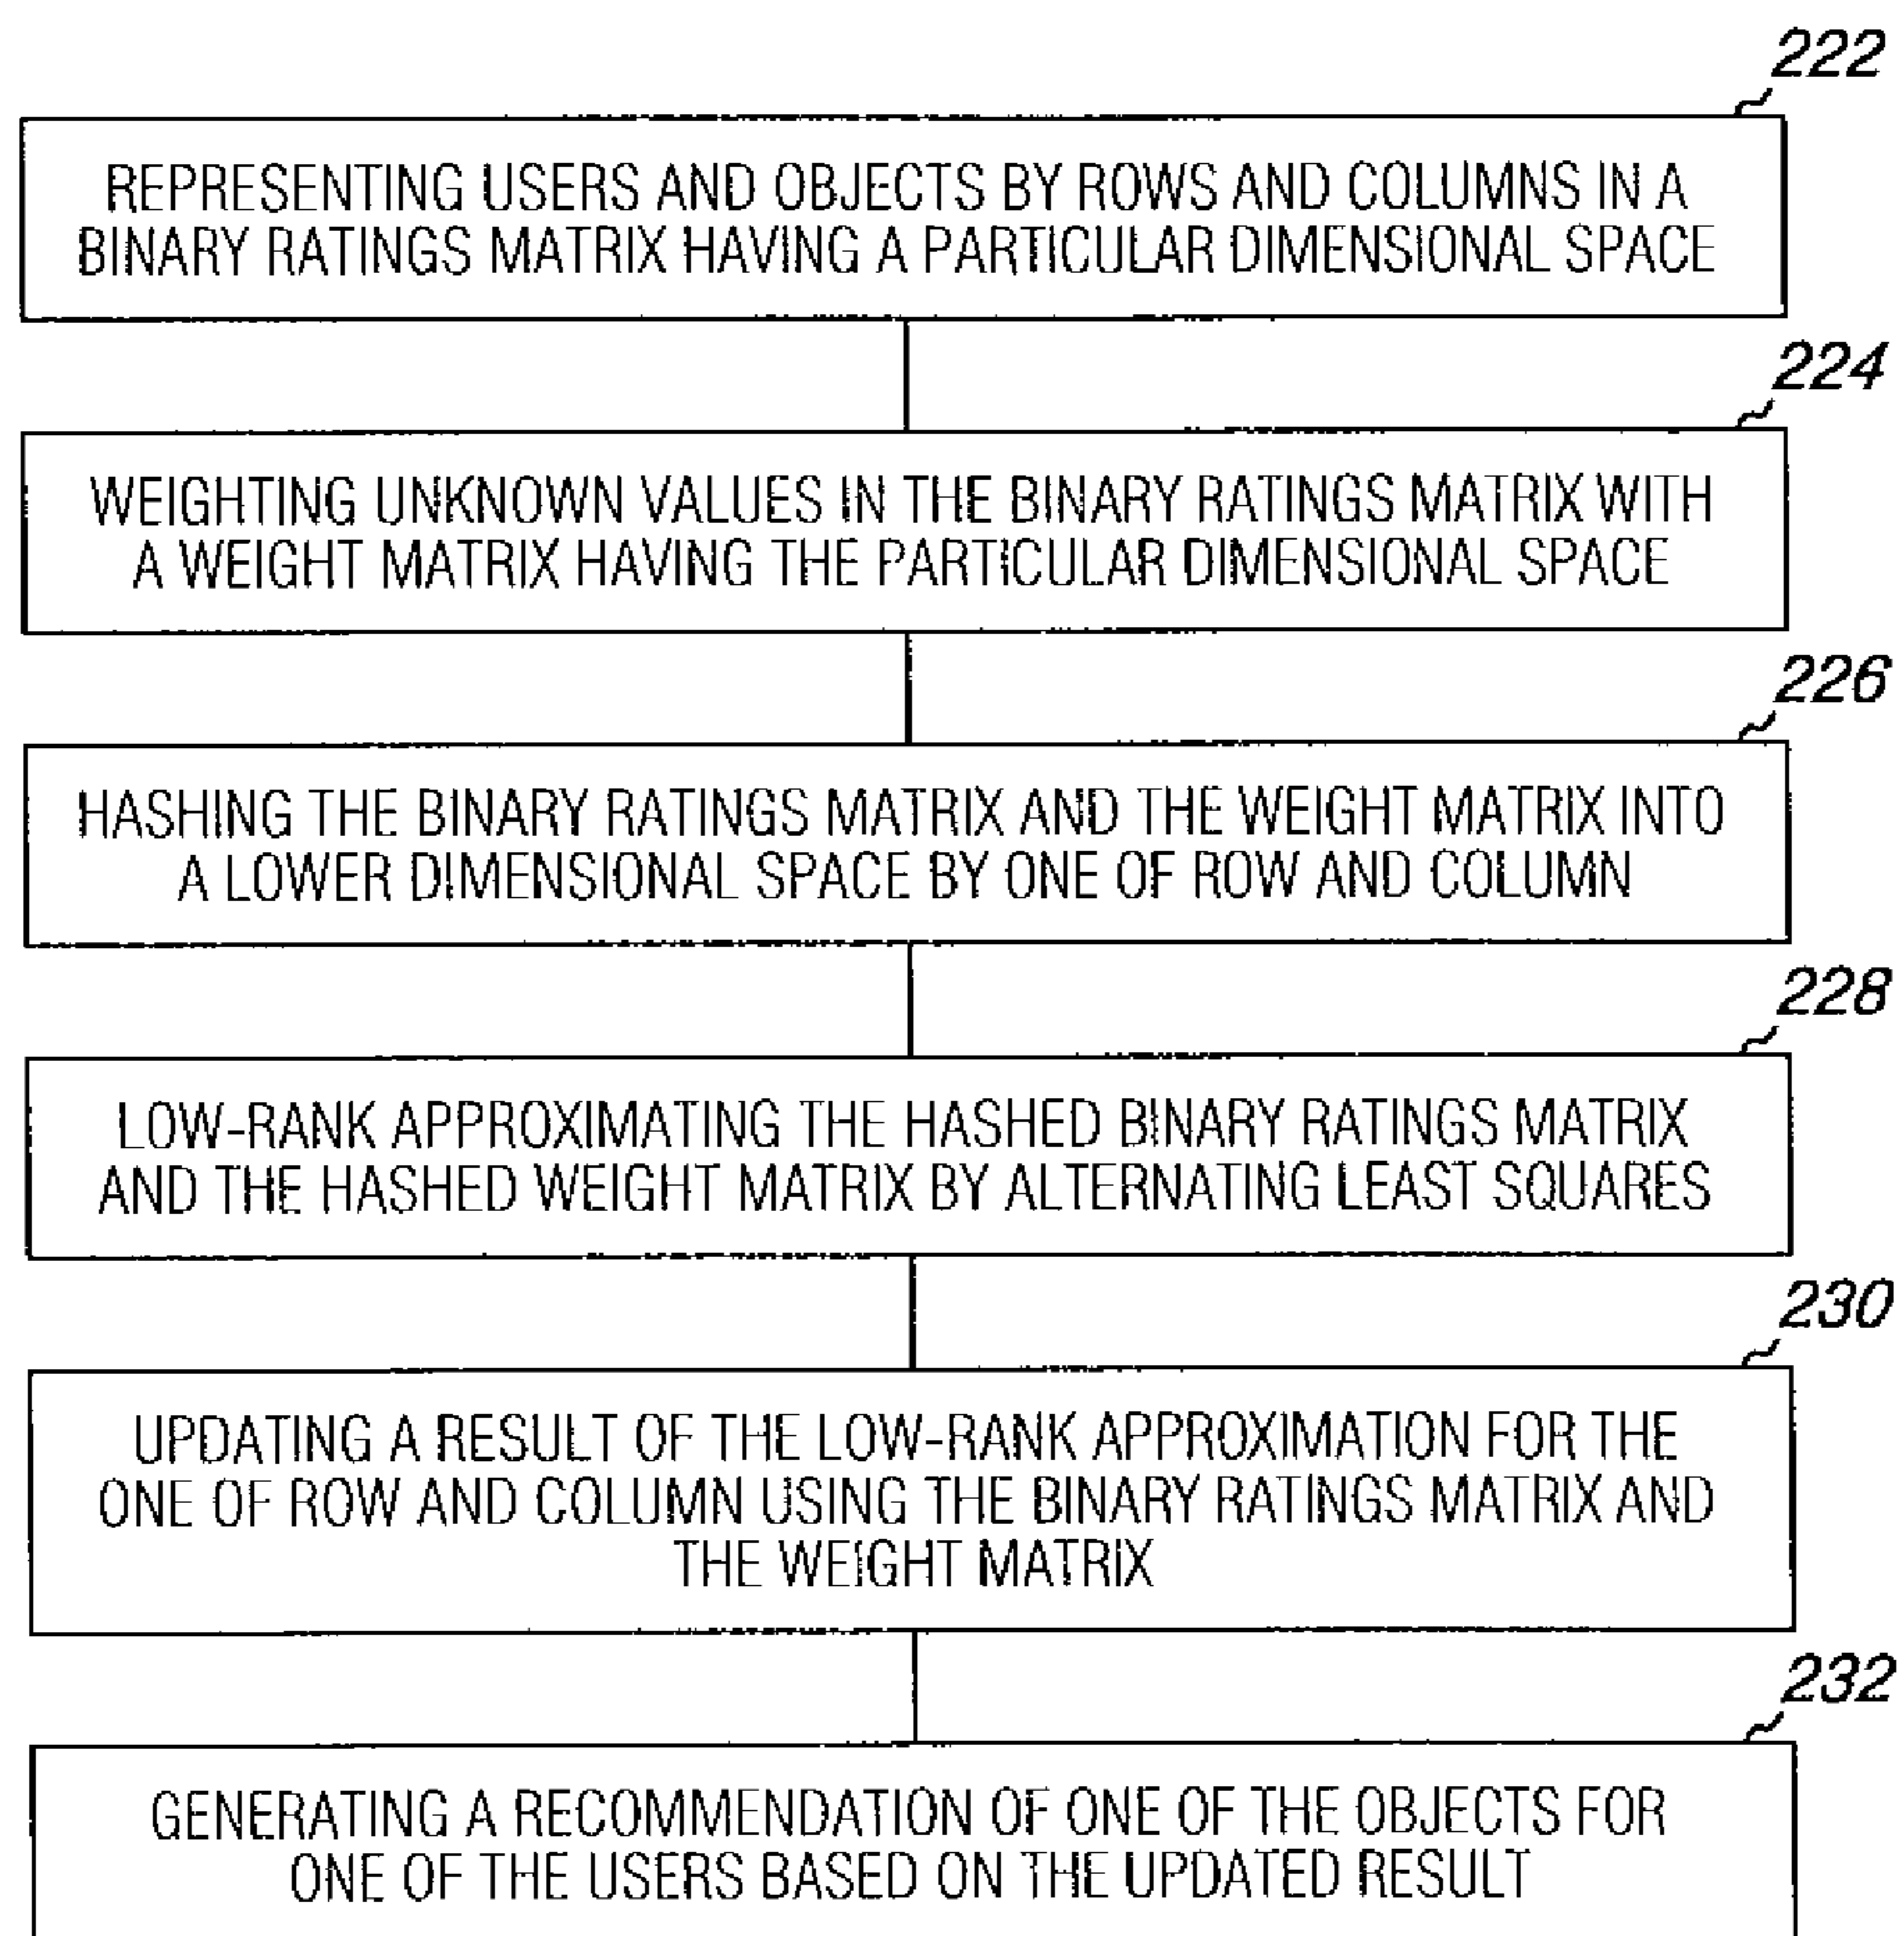 222
REPRESENTING USERS AND OBJECTS BY ROWS AND COLUMNS IN A
BINARY RATINGS MATRIX HAVING A PARTICULAR DIMENSIONAL SPACE
224
WEIGHTING UNKNOWN VALUES IN THE BINARY RATINGS MATRIX WITH
A WEIGHT MATRIX HAVING THE PARTICULAR DIMENSIONAL SPACE
226
HASHING THE BINARY RATINGS MATRIX AND THE WEIGHT MATRIX INTO
A LOWER DIMENSIONAL SPACE BY ONE OF ROW AND COLUMN
228
LOW-RANK APPROXIMATING THE HASHED BINARY RATINGS MATRIX
AND THE HASHED WEIGHT MATRIX BY ALTERNATING LEAST SQUARES
230
UPDATING A RESULT OF THE LOW-RANK APPROXIMATION FOR THE
ONE OF ROW AND COLUMN USING THE BINARY RATINGS MATRIX AND
THE WEIGHT MATRIX
232
GENERATING A RECOMMENDATION OF ONE OF THE OBJECTS FOR
ONE OF THE USERS BASED ON THE UPDATED RESULT